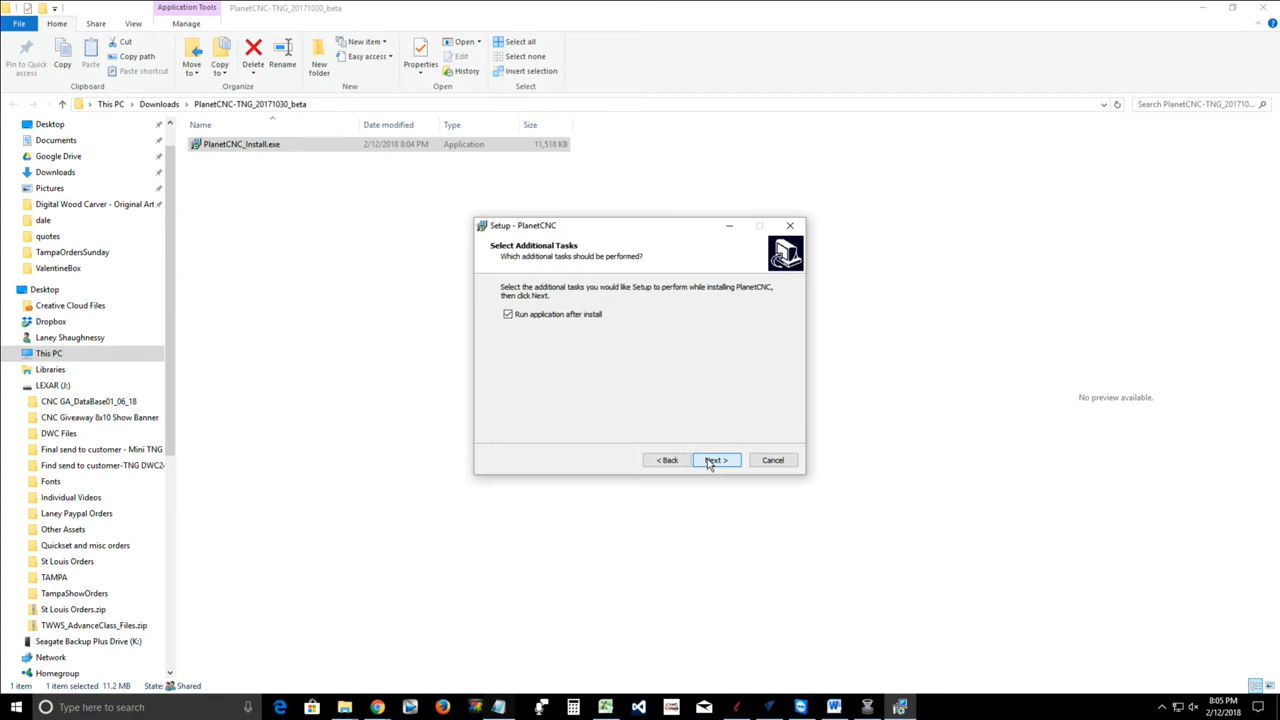 Application Tools
PlanetCNC-TNG_20171030_beta
File
Home
Share
View
Manage
Pin to Quick access
Copy
Paste
Cut
Copy path
Paste shortcut
Clipboard
Move to
Copy to
Delete
Rename
Organize
New folder
New item
Easy access
New
Properties
Open
Edit
History
Open
Select all
Select none
Invert selection
Select
This PC
Downloads
PlanetCNC-TNG_20171030_beta
Search PlanetCNC-TNG_201710...
Name
Date modified
Type
Size
PlanetCNC_Install.exe
2/12/2018 8:04 PM
Application
11,518 KB
Desktop
Documents
Google Drive
Downloads
Pictures
Digital Wood Carver - Original Art
dale
quotes
TampaOrdersSunday
ValentineBox
Desktop
Creative Cloud Files
Dropbox
Laney Shaughnessy
This PC
Libraries
LEXAR (J:)
CNC GA_DataBase01_06_18
CNC Giveaway 8x10 Show Banner
DWC Files
Final send to customer - Mini TNG
Find send to customer-TNG DWC24
Fonts
Individual Videos
Laney Paypal Orders
Other Assets
Quickset and misc orders
St Louis Orders
TAMPA
TampaShowOrders
St Louis Orders.zip
TWWS_AdvanceClass_Files.zip
Seagate Backup Plus Drive (K:)
Network
Homegroup
Setup - PlanetCNC
Select Additional Tasks
Which additional tasks should be performed?
Select the additional tasks you would like Setup to perform while installing PlanetCNC,
then click Next.
Run application after install
< Back
Next >
Cancel
No preview available.
1 item
1 item selected 11.2 MB
State: Shared
Type here to search
8:05 PM
2/12/2018